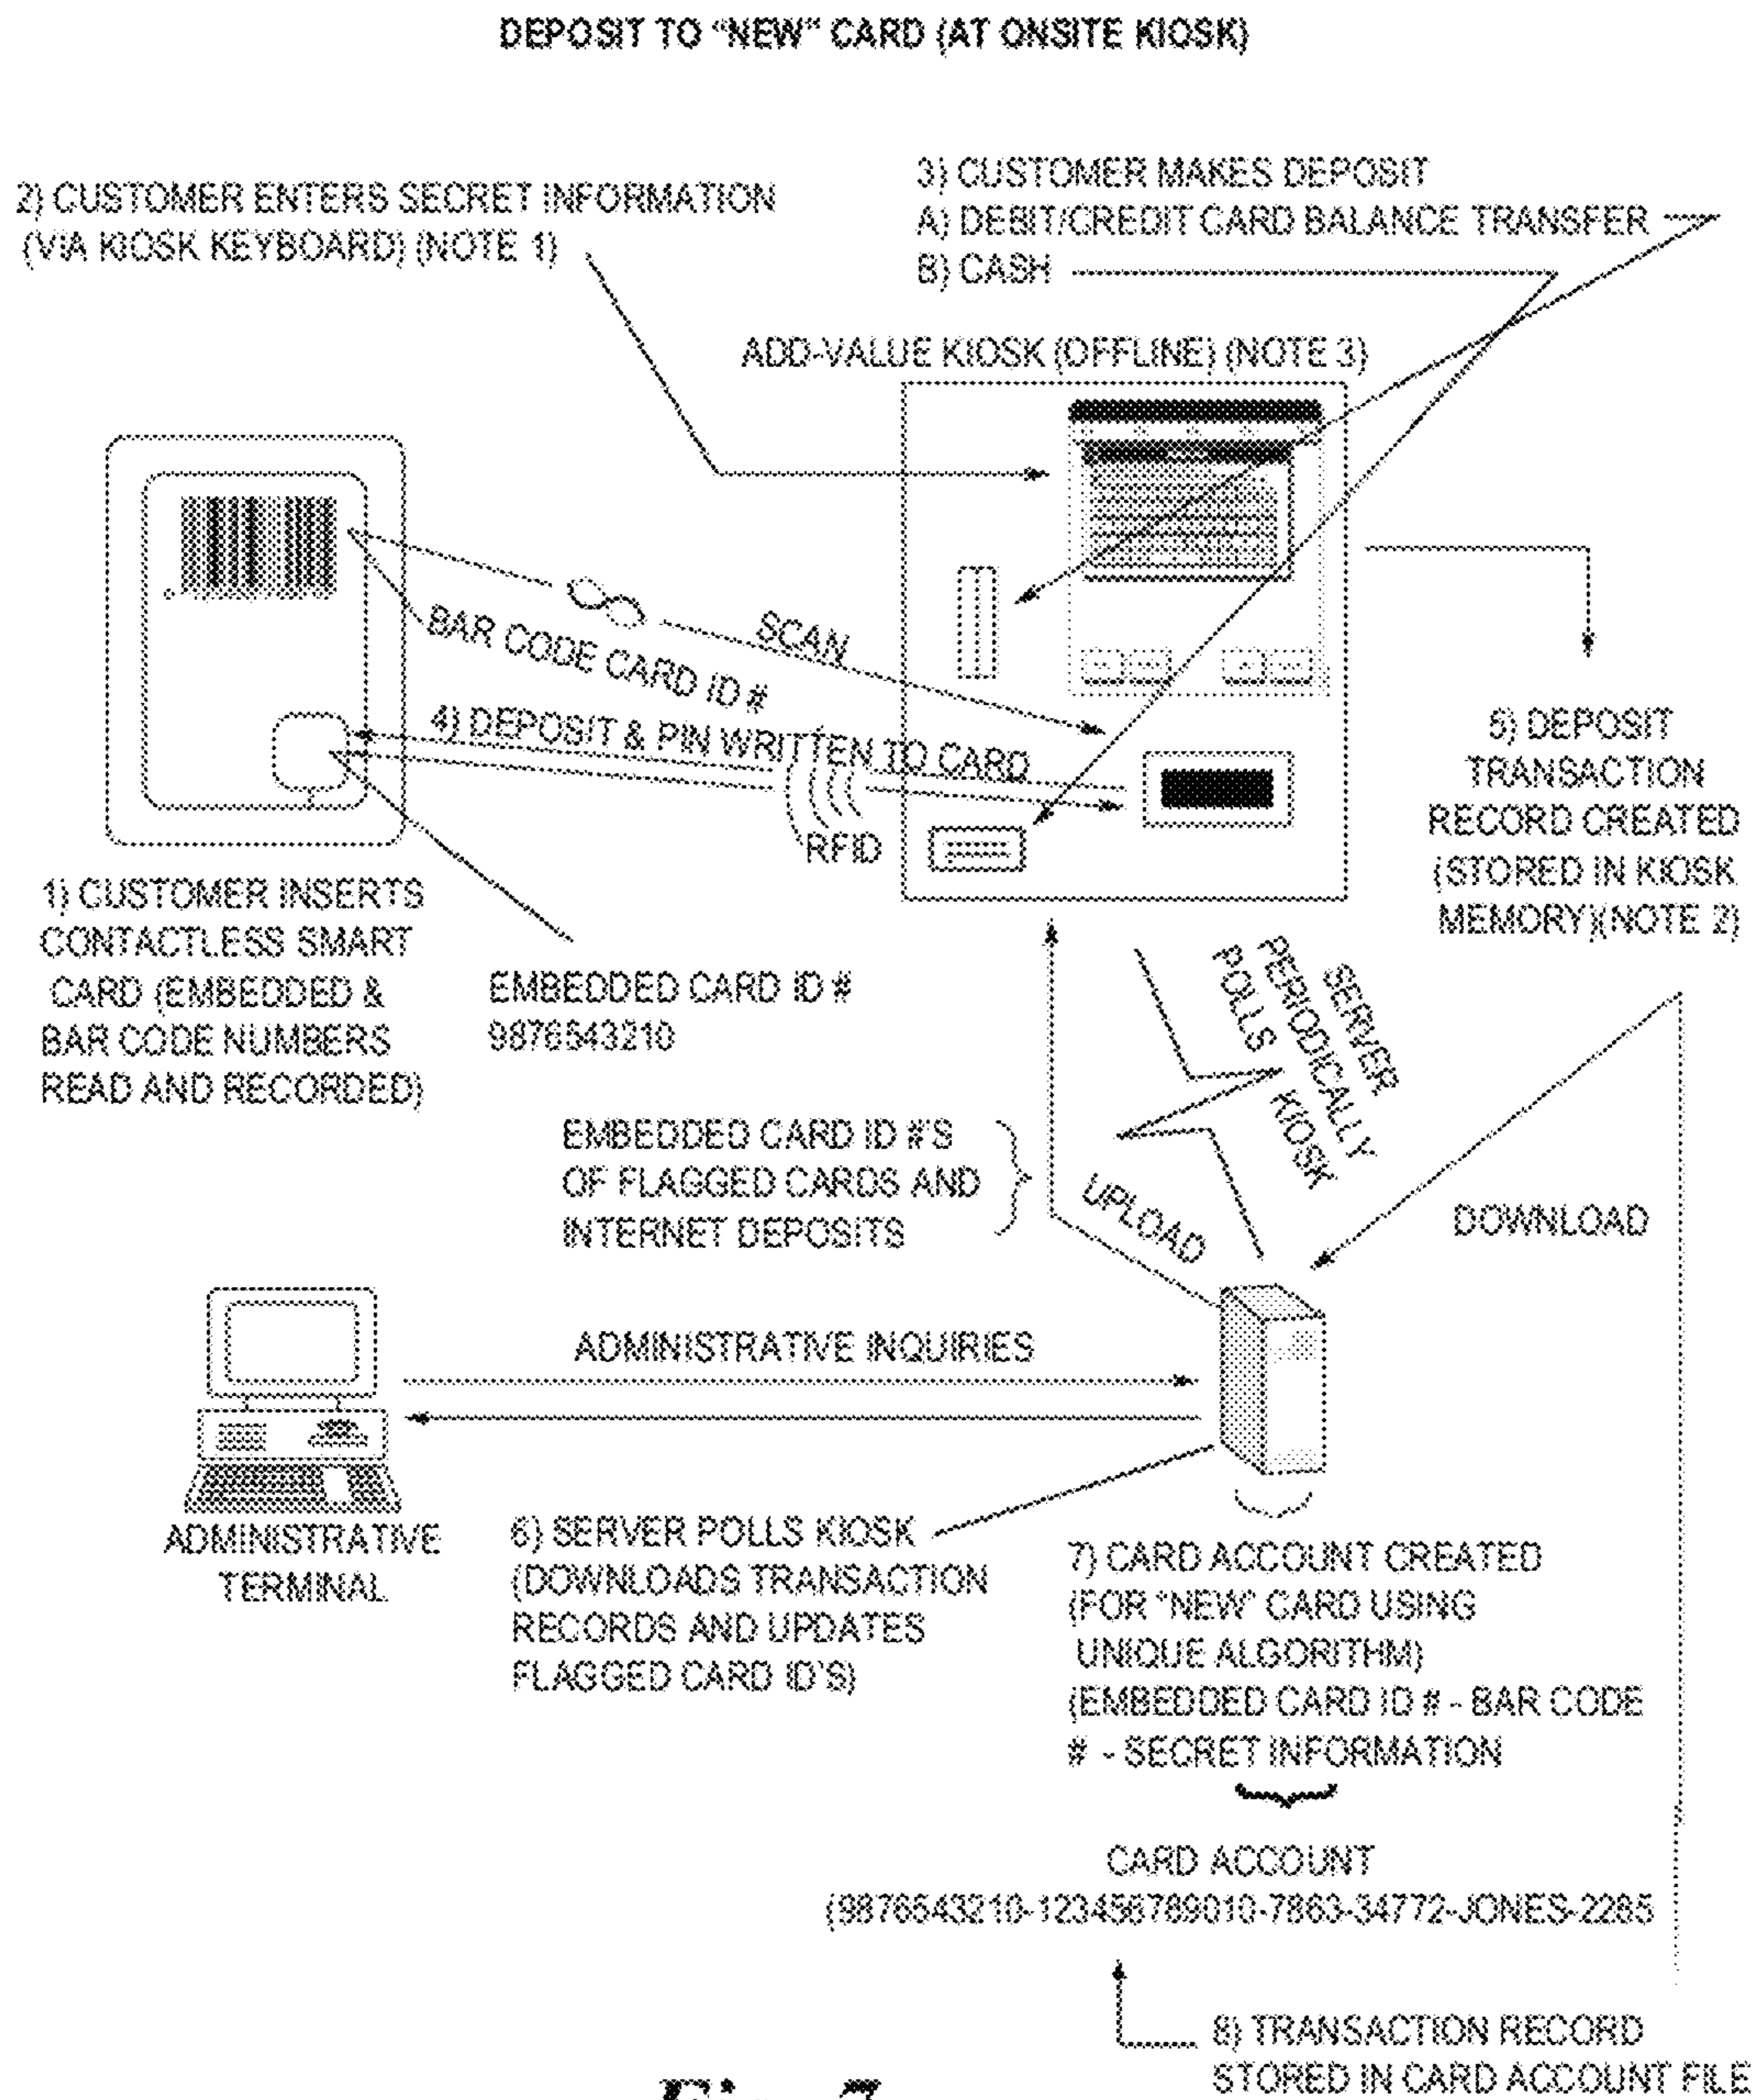 DEPOSIT TO "NEW" CARD (AT ONSITE KIOSK)
2) CUSTOMER ENTERS SECRET INFORMATION
(VIA KIOSK KEYBOARD) (NOTE 1)
3) CUSTOMER MAKES DEPOSIT
A) DEBIT/CREDIT CARD BALANCE TRANSFER
B) CASH
ADD-VALUE KIOSK (OFFLINE) (NOTE 3)
SCAN
BAR CODE CARD ID #
4) DEPOSIT & PIN WRITTEN TO CARD
RFID
5) DEPOSIT
TRANSACTION
RECORD CREATED
(STORED IN KIOSK
MEMORY)(NOTE 2)
1) CUSTOMER INSERTS
CONTACTLESS SMART
CARD (EMBEDDED &
BAR CODE NUMBERS
READ AND RECORDED)
EMBEDDED CARD ID #
9876543210
SERVER
PERIODICALLY
POLLS KIOSK
EMBEDDED CARD ID #'S
OF FLAGGED CARDS AND
INTERNET DEPOSITS
UPLOAD
DOWNLOAD
ADMINISTRATIVE INQUIRIES
ADMINISTRATIVE
TERMINAL
6) SERVER POLLS KIOSK
(DOWNLOADS TRANSACTION
RECORDS AND UPDATES
FLAGGED CARD ID'S)
7) CARD ACCOUNT CREATED
(FOR "NEW" CARD USING
UNIQUE ALGORITHM)
(EMBEDDED CARD ID # - BAR CODE
# - SECRET INFORMATION
CARD ACCOUNT
(9876543210-123456789010-7863-34772-JONES-2285
8) TRANSACTION RECORD
STORED IN CARD ACCOUNT FILE